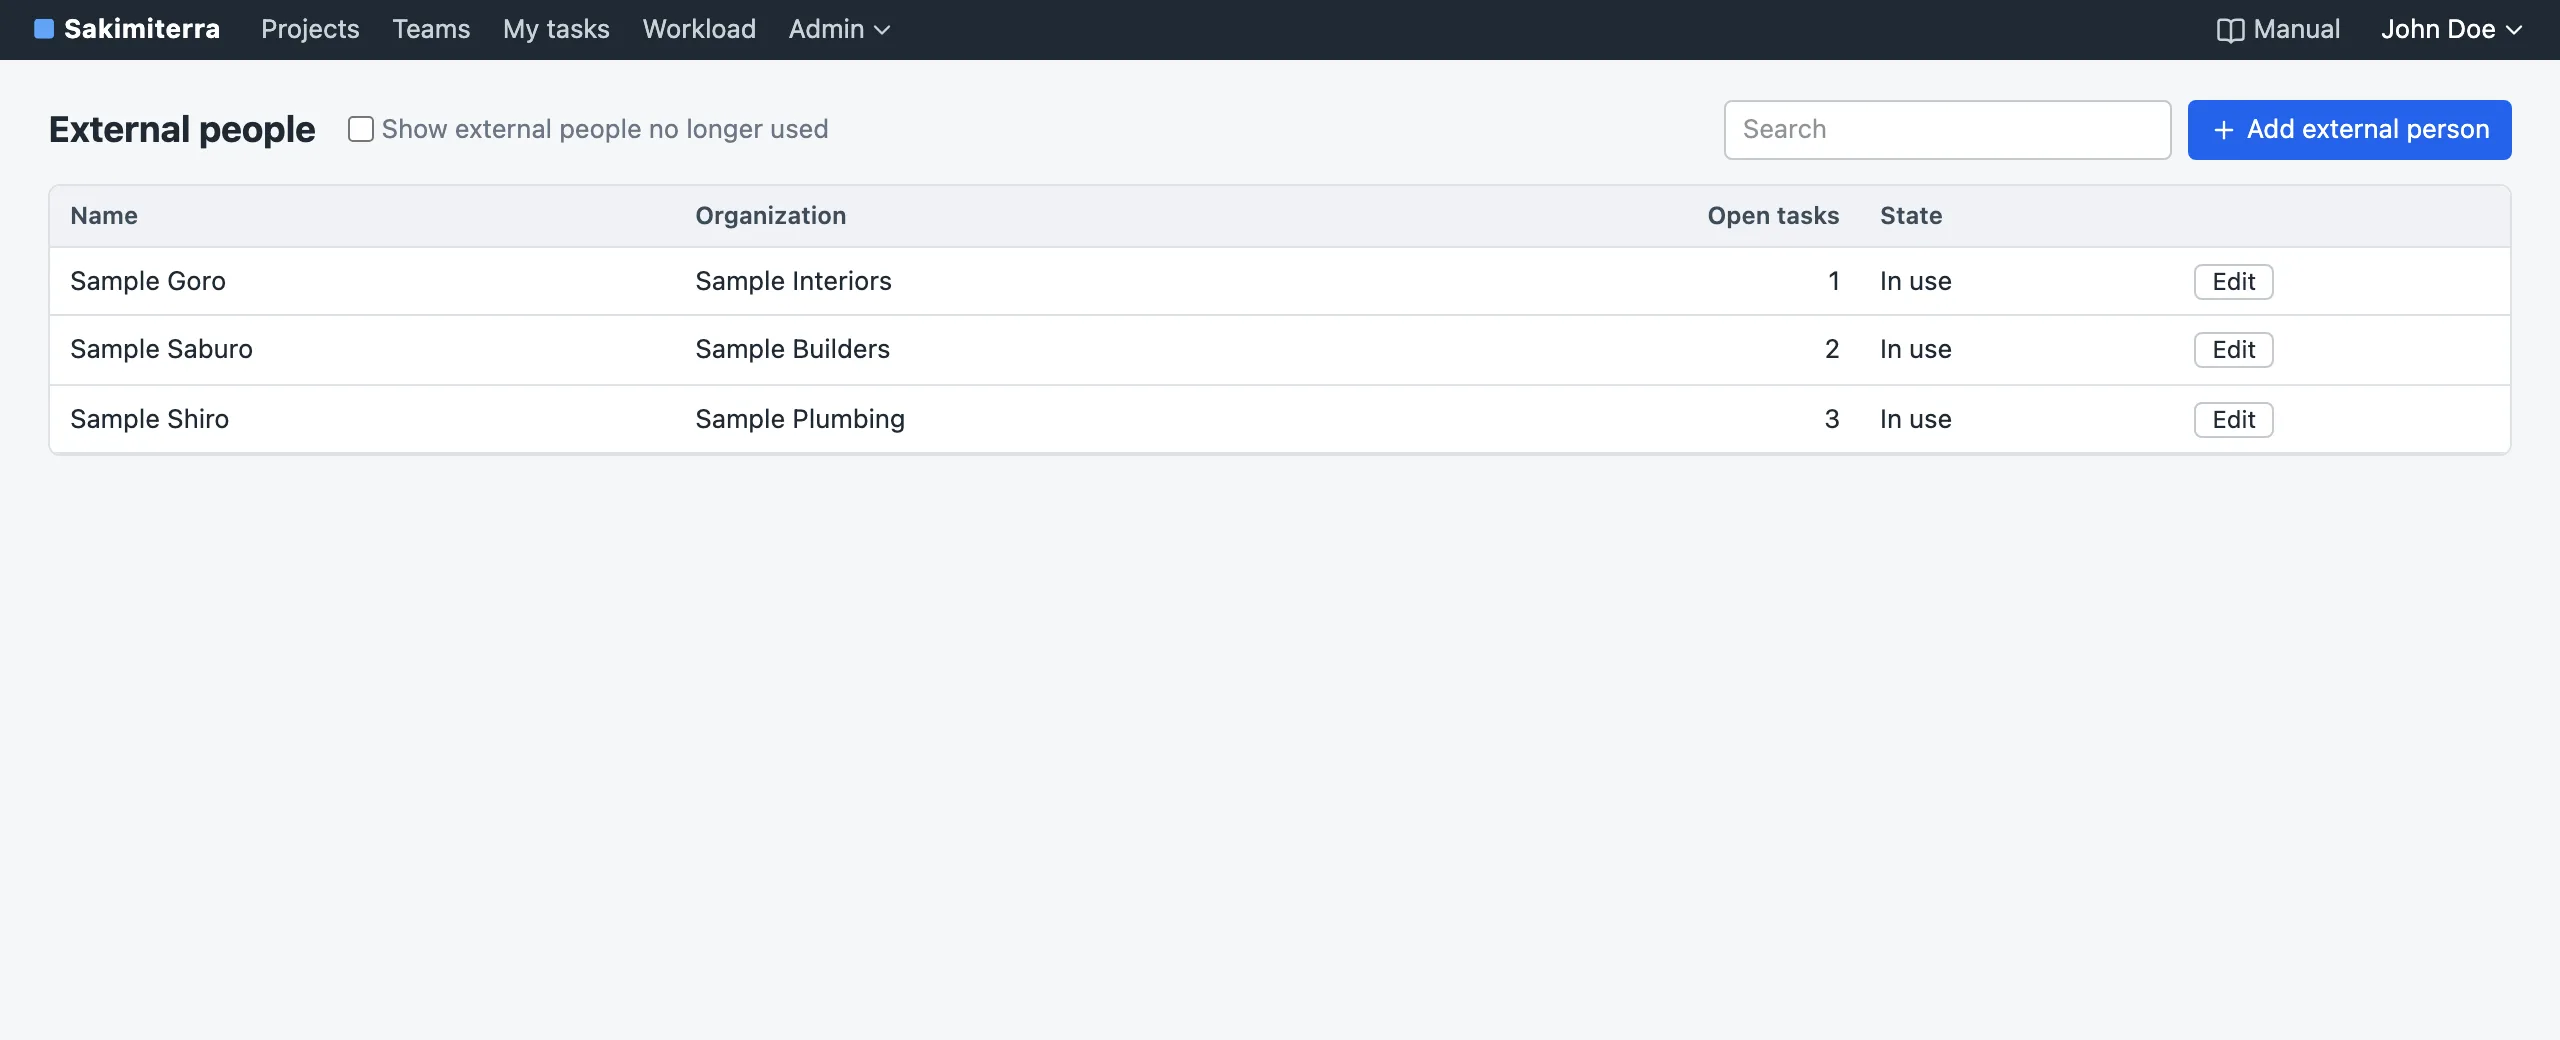 Sakimiterra Projects Teams My tasks Workload Admin Manual John Doe
External people Show external people no longer used Search + Add external person
Name Organization Open tasks State
Sample Goro Sample Interiors 1 In use Edit
Sample Saburo Sample Builders 2 In use Edit
Sample Shiro Sample Plumbing 3 In use Edit